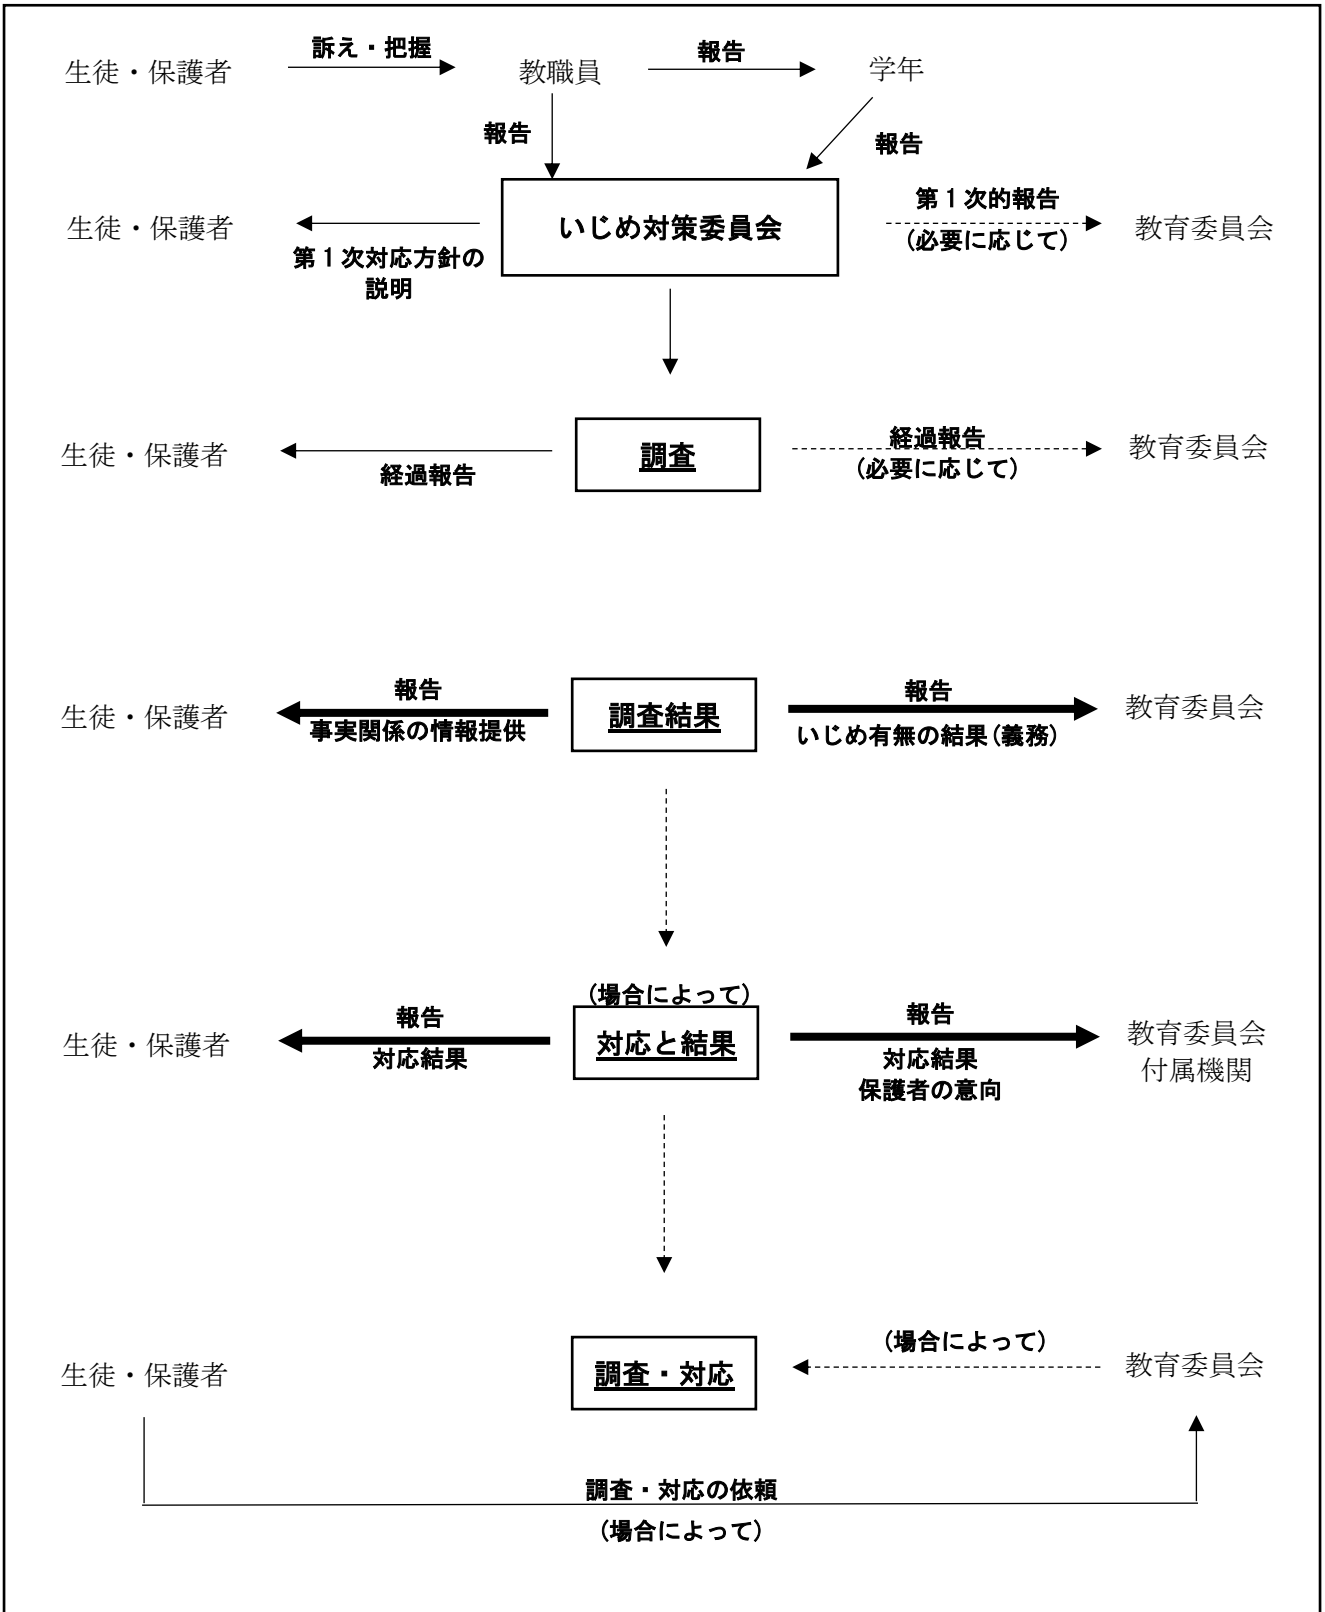 訴え・把握
報告
生徒・保護者
教職員
学年
報告
報告
生徒・保護者
いじめ対策委員会
第１次的報告
(必要に応じて)
教育委員会
第１次対応方針の
説明
生徒・保護者
経過報告
調査
経過報告
(必要に応じて)
教育委員会
生徒・保護者
報告
事実関係の情報提供
調査結果
報告
いじめ有無の結果(義務)
教育委員会
(場合によって)
生徒・保護者
報告
対応結果
対応と結果
報告
対応結果
保護者の意向
教育委員会
付属機関
生徒・保護者
調査・対応
(場合によって)
教育委員会
調査・対応の依頼
(場合によって)